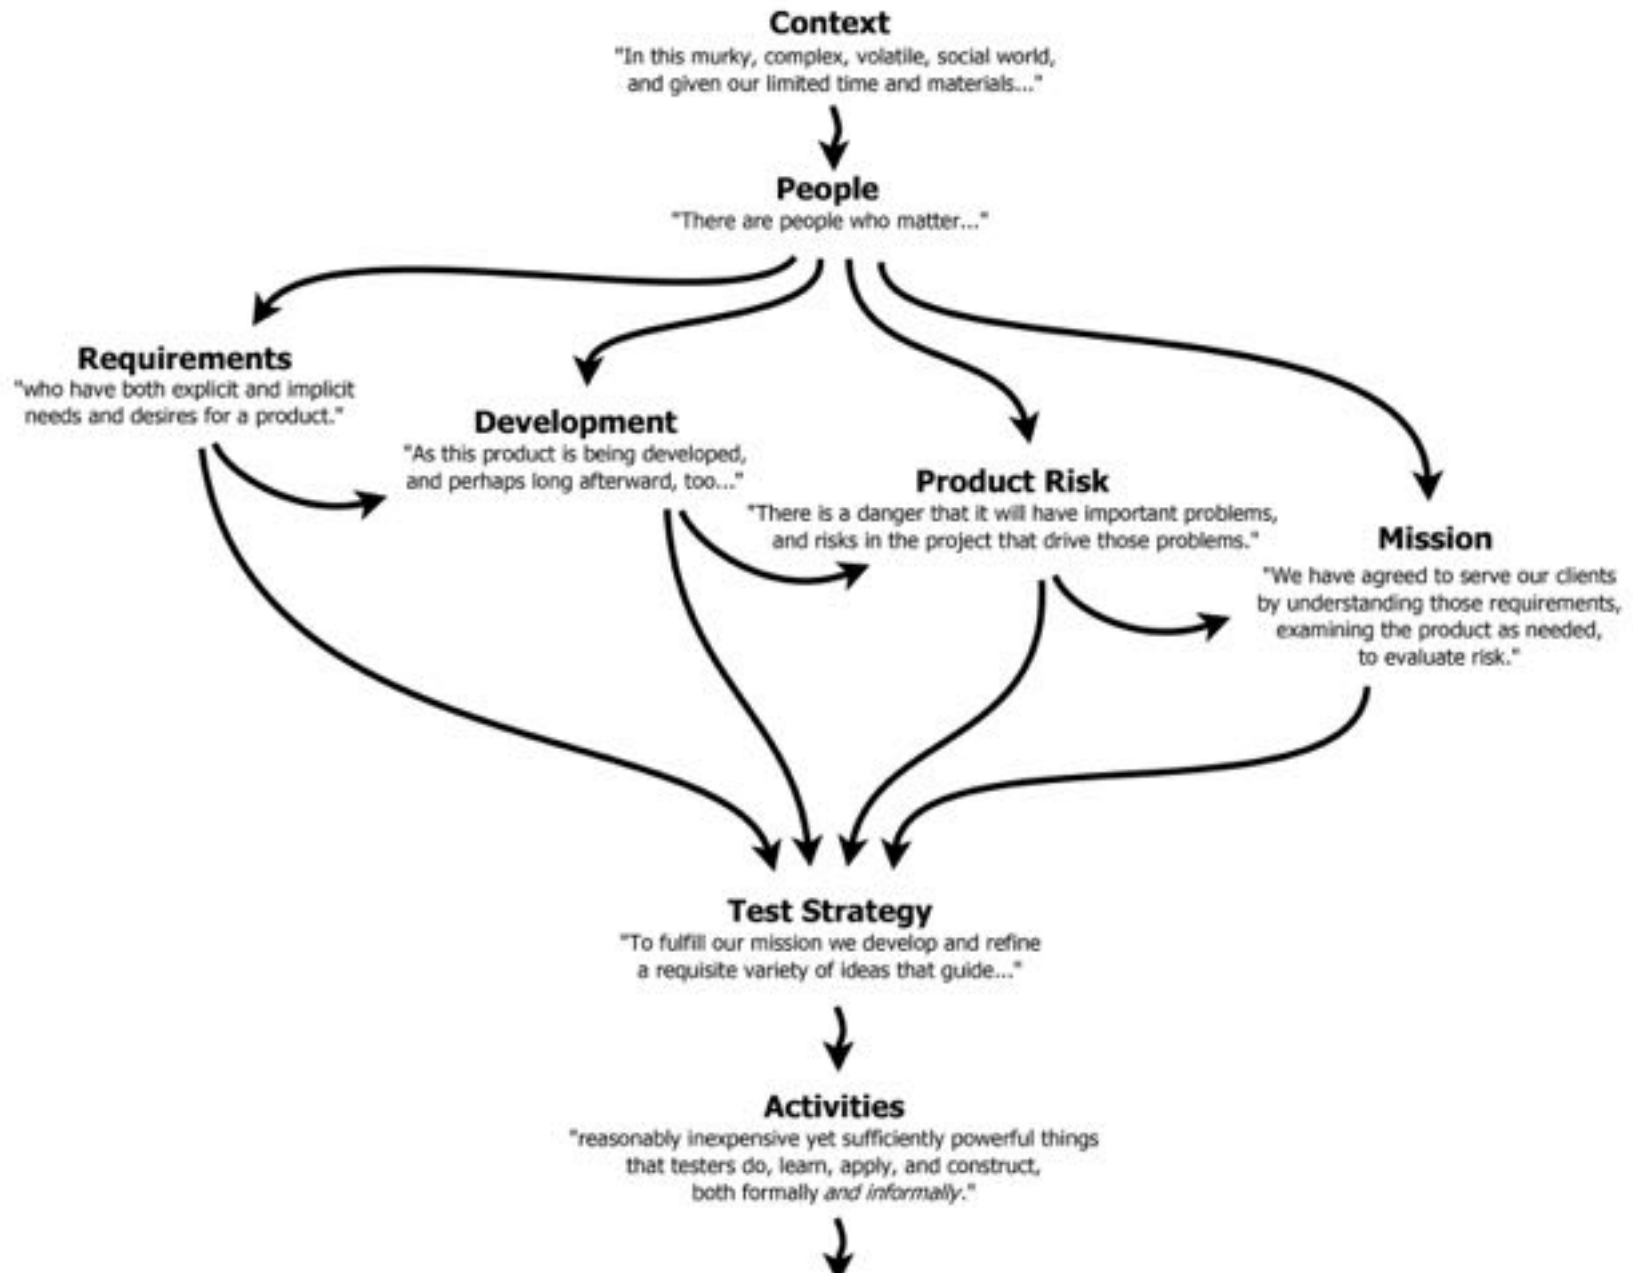 Context
"In this murky, complex, volatile, social world,
and given our limited time and materials..."
People
"There are people who matter..."
Requirements
"who have both explicit and implicit
needs and desires for a product."
Development
"As this product is being developed,
and perhaps long afterward, too..."
Product Risk
"There is a danger that it will have important problems,
and risks in the project that drive those problems."
Mission
"We have agreed to serve our clients
by understanding those requirements,
examining the product as needed,
to evaluate risk."
Test Strategy
"To fulfill our mission we develop and refine
a requisite variety of ideas that guide..."
Activities
"reasonably inexpensive yet sufficiently powerful things
that testers do, learn, apply, and construct,
both formally and informally."